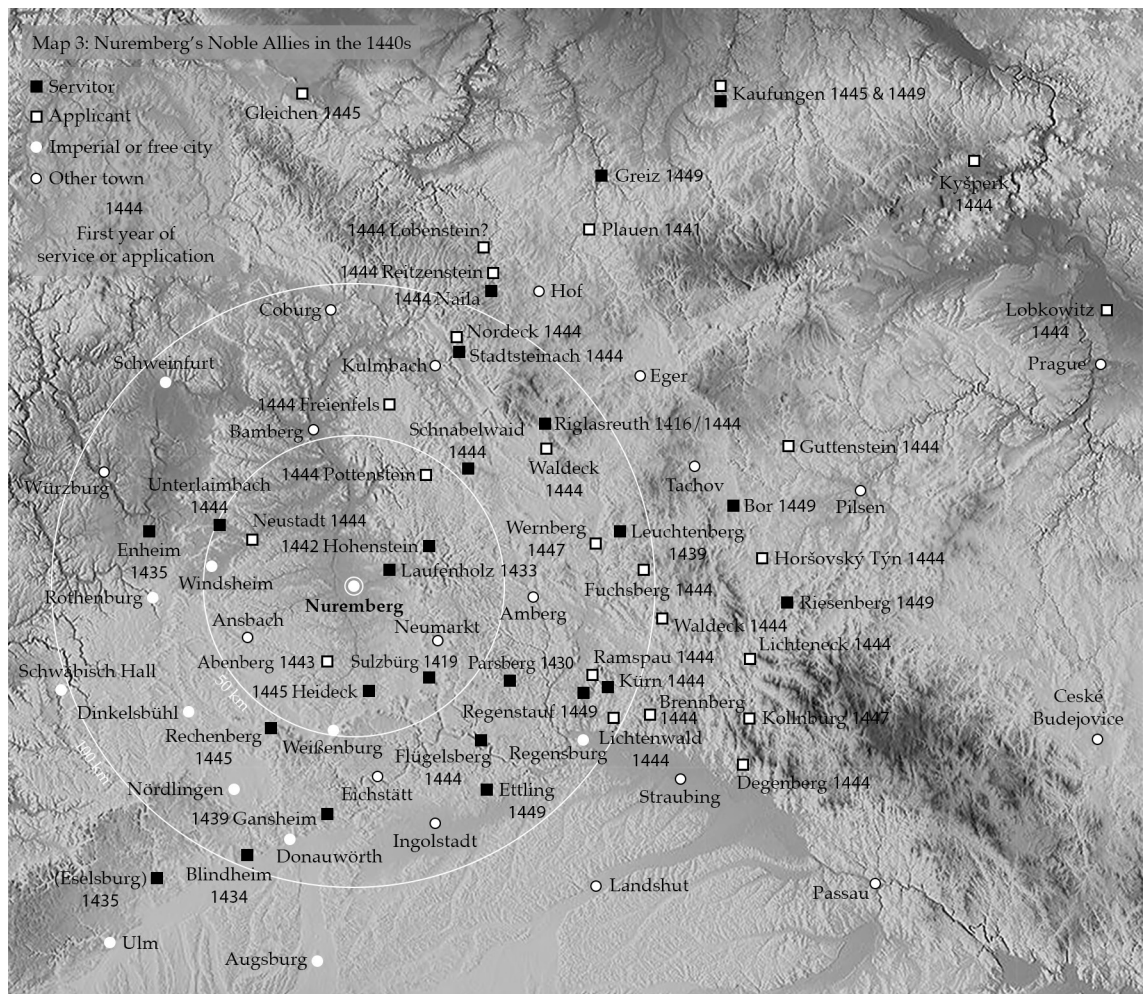 Map 3: Nuremberg's Noble Allies in the 1440s
Servitor
Applicant
Imperial or free city
Other town
1444
First year of
service or application
Gleichen 1445
Kaufungen 1445 & 1449
Greiz 1449
Kyšperk
1444
Plauen 1441
1444 Lobenstein?
1444 Reitzenstein
1444 Naila
Hof
Coburg
Lobkowitz
1444
Nordeck 1444
Stadtsteinach 1444
Schweinfurt
Kulmbach
Prague
Eger
1444 Freienfels
Bamberg
Riglasreuth 1416/1444
Schnabelwaid
1444
Guttenstein 1444
Waldeck
1444
1444 Pottenstein
Würzburg
Tachov
Unterlaimbach
1444
Pilsen
Bor 1449
Neustadt 1444
Wernberg
1447
Leuchtenberg
1439
1442 Hohenstein
Enheim
1435
Horšovský Týn 1444
Laufenholz 1433
Windsheim
Fuchsberg 1444
Rothenburg
Nuremberg
Amberg
Riesenberg 1449
Ansbach
Neumarkt
Waldeck 1444
Lichteneck 1444
Abenberg 1443
Sulzbürg 1419
Parsberg 1430
Ramspau 1444
Schwäbisch Hall
Kürn 1444
50 km
1445 Heideck
Brennberg
1444
Regenstauf 1449
Ceské
Budejovice
Dinkelsbühl
Kollnburg 1447
Rechenberg
1445
Weißenburg
Lichtenwald
1444
Flügelsberg
1444
Regensburg
100 km
Degenberg 1444
Nördlingen
Eichstätt
Ettling
1449
Straubing
1439 Gansheim
Ingolstadt
Donauwörth
Blindheim
1434
(Eselsburg)
1435
Landshut
Passau
Ulm
Augsburg